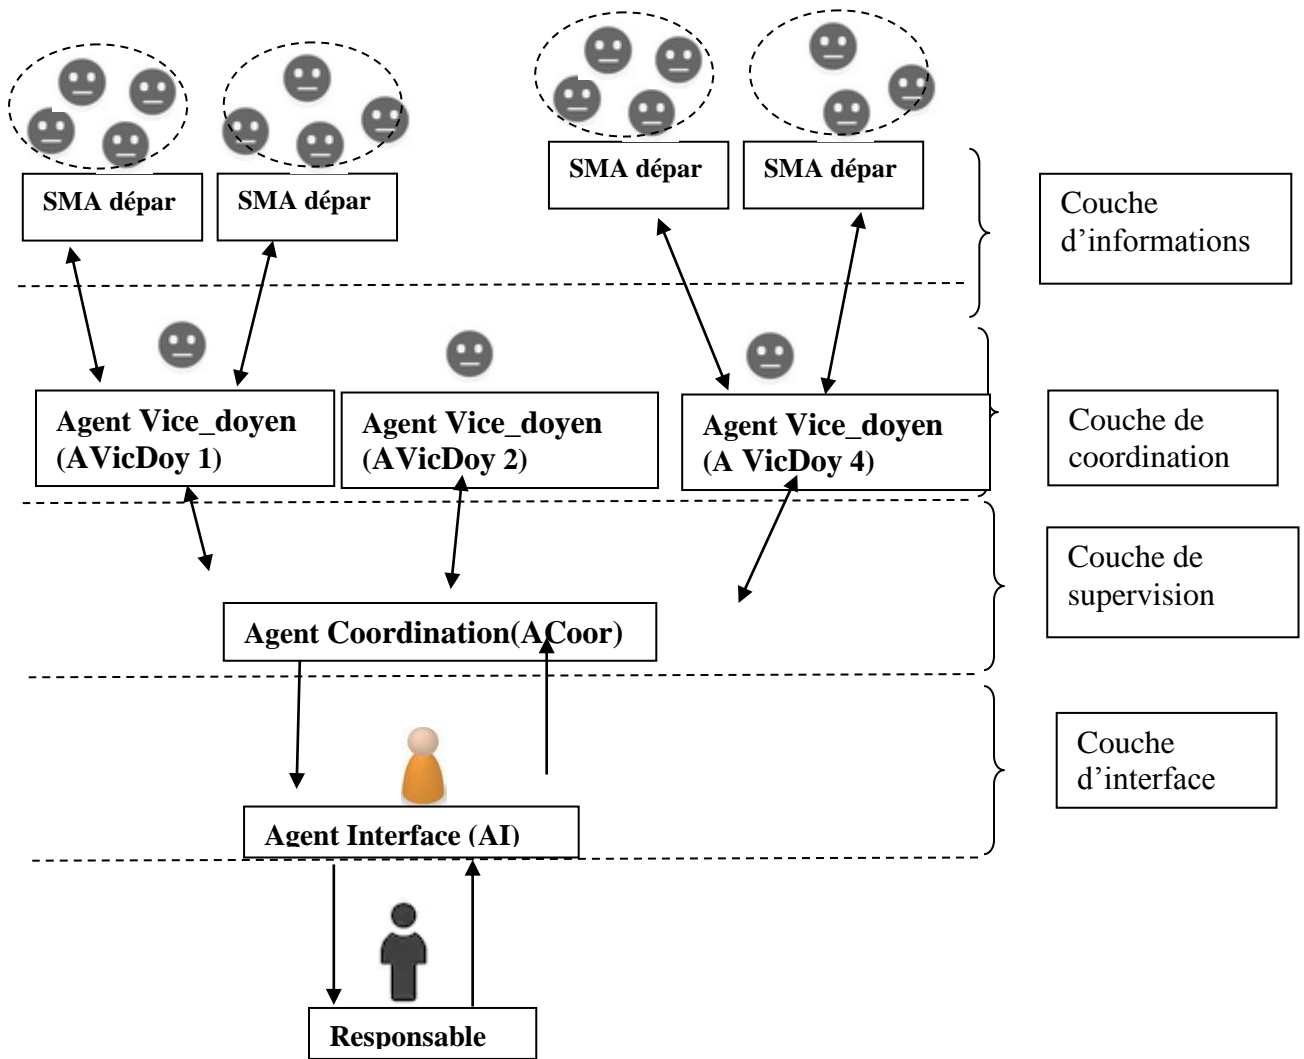 SMA dépar
SMA dépar
SMA dépar
SMA dépar
Couche
d’informations
Agent Vice_doyen
(AVicDoy 1)
Agent Vice_doyen
(AVicDoy 2)
Agent Vice_doyen
(A VicDoy 4)
Couche de
coordination
Couche de
supervision
Agent Coordination(ACoor)
Couche
d’interface
Agent Interface (AI)
Responsable